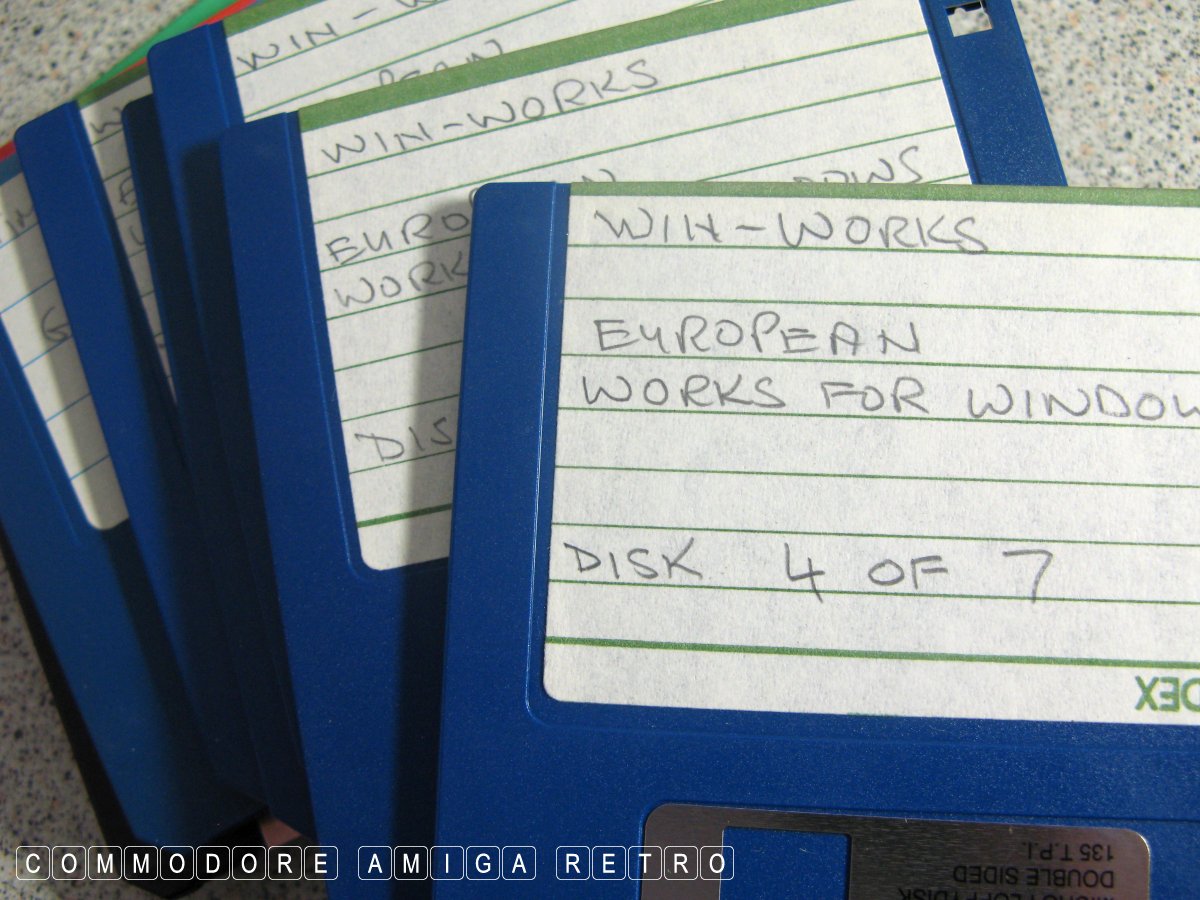 WIN - W
WIN-WORKS
EURO
WORK
DIS
WIN-WORKS
EUROPEAN
WORKS FOR WINDOW
DISK 4 OF 7
DEX
135 T.P.I.
DOUBLE SIDED
COMMODORE AMIGA RETRO